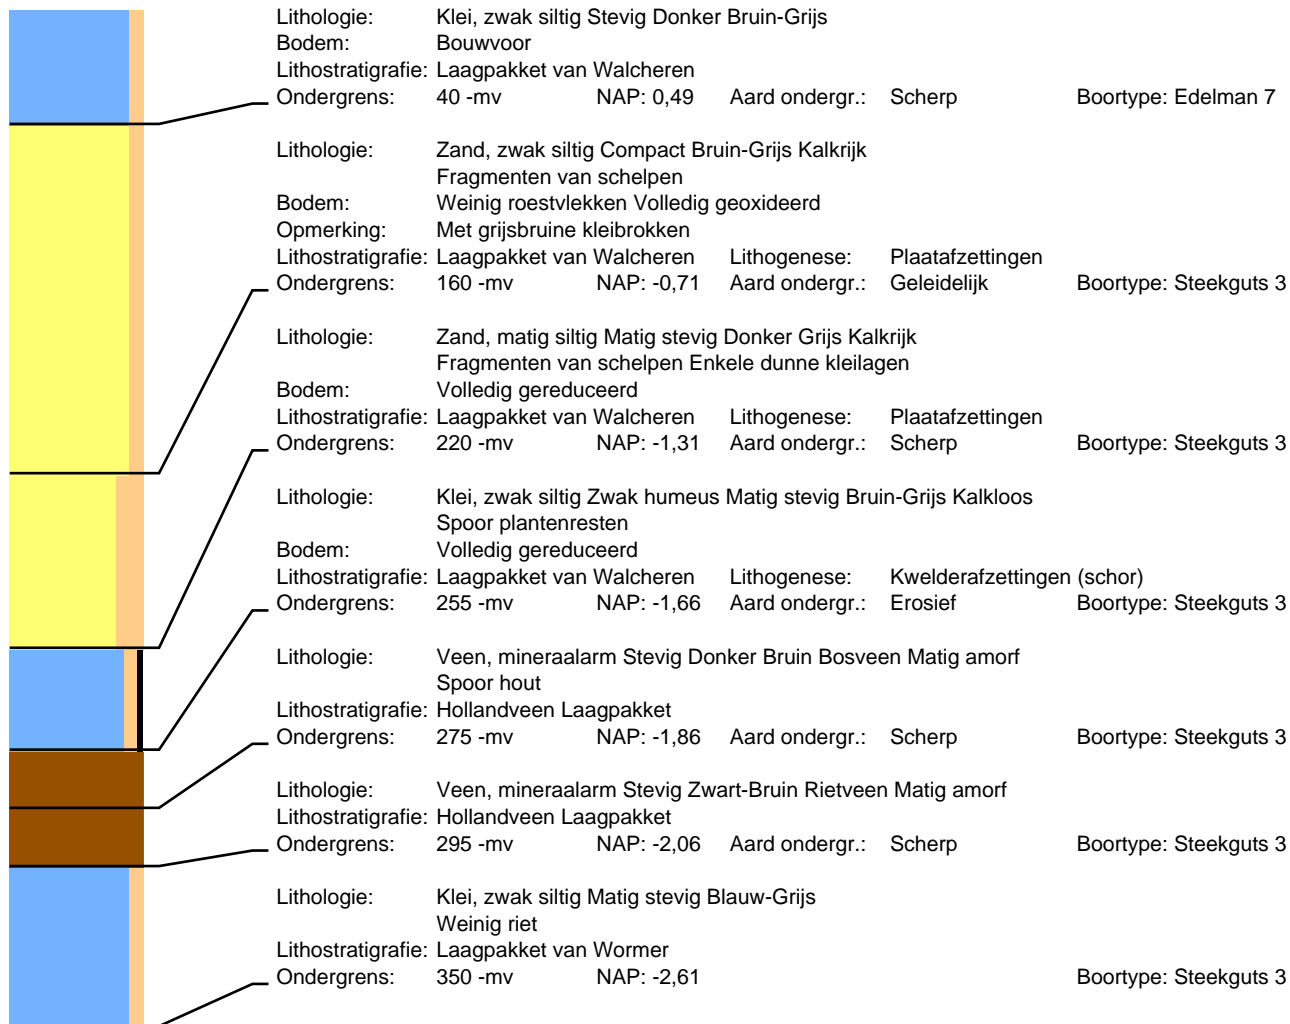 Lithologie: Klei, zwak siltig Stevig Donker Bruin-Grijs
Bodem: Bouwvoor
Lithostratigrafie: Laagpakket van Walcheren
Ondergrens: 40 -mv NAP: 0,49 Aard ondergr.: Scherp Boortype: Edelman 7
Lithologie: Zand, zwak siltig Compact Bruin-Grijs Kalkrijk
Fragmenten van schelpen
Bodem: Weinig roestvlekken Volledig geoxideerd
Opmerking: Met grijsbruine kleibrokken
Lithostratigrafie: Laagpakket van Walcheren Lithogenese: Plaatafzettingen
Ondergrens: 160 -mv NAP: -0,71 Aard ondergr.: Geleidelijk Boortype: Steekguts 3
Lithologie: Zand, matig siltig Matig stevig Donker Grijs Kalkrijk
Fragmenten van schelpen Enkele dunne kleilagen
Bodem: Volledig gereduceerd
Lithostratigrafie: Laagpakket van Walcheren Lithogenese: Plaatafzettingen
Ondergrens: 220 -mv NAP: -1,31 Aard ondergr.: Scherp Boortype: Steekguts 3
Lithologie: Klei, zwak siltig Zwak humeus Matig stevig Bruin-Grijs Kalkloos
Spoor plantenresten
Bodem: Volledig gereduceerd
Lithostratigrafie: Laagpakket van Walcheren Lithogenese: Kwelderafzettingen (schor)
Ondergrens: 255 -mv NAP: -1,66 Aard ondergr.: Erosief Boortype: Steekguts 3
Lithologie: Veen, mineraalarm Stevig Donker Bruin Bosveen Matig amorf
Spoor hout
Lithostratigrafie: Hollandveen Laagpakket
Ondergrens: 275 -mv NAP: -1,86 Aard ondergr.: Scherp Boortype: Steekguts 3
Lithologie: Veen, mineraalarm Stevig Zwart-Bruin Rietveen Matig amorf
Lithostratigrafie: Hollandveen Laagpakket
Ondergrens: 295 -mv NAP: -2,06 Aard ondergr.: Scherp Boortype: Steekguts 3
Lithologie: Klei, zwak siltig Matig stevig Blauw-Grijs
Weinig riet
Lithostratigrafie: Laagpakket van Wormer
Ondergrens: 350 -mv NAP: -2,61 Boortype: Steekguts 3